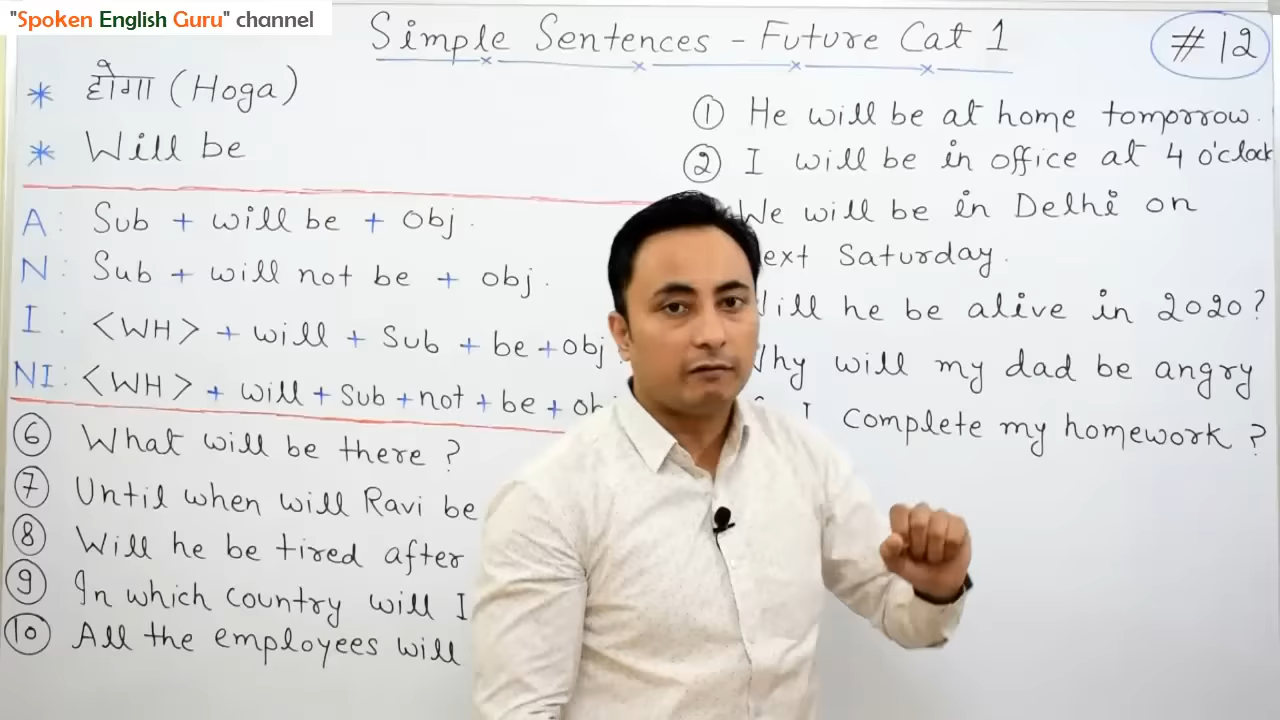 "Spoken English Guru" channel
Simple Sentences - Future Cat 1
# 12
* होगा (Hoga)
* Will be
A: Sub + will be + obj.
N: Sub + will not be + obj.
I: <WH> + will + Sub + be + obj
NI: <WH> + will + Sub + not + be +
① He will be at home tomorrow.
② I will be in office at 4 o'clock
We will be in Delhi on
Saturday.
he be alive in 2020?
will my dad be angry
I complete my homework?
⑥ What will be there?
⑦ Until when will Ravi be
⑧ Will he be tired after
⑨ In which country will I
⑩ All the employees will